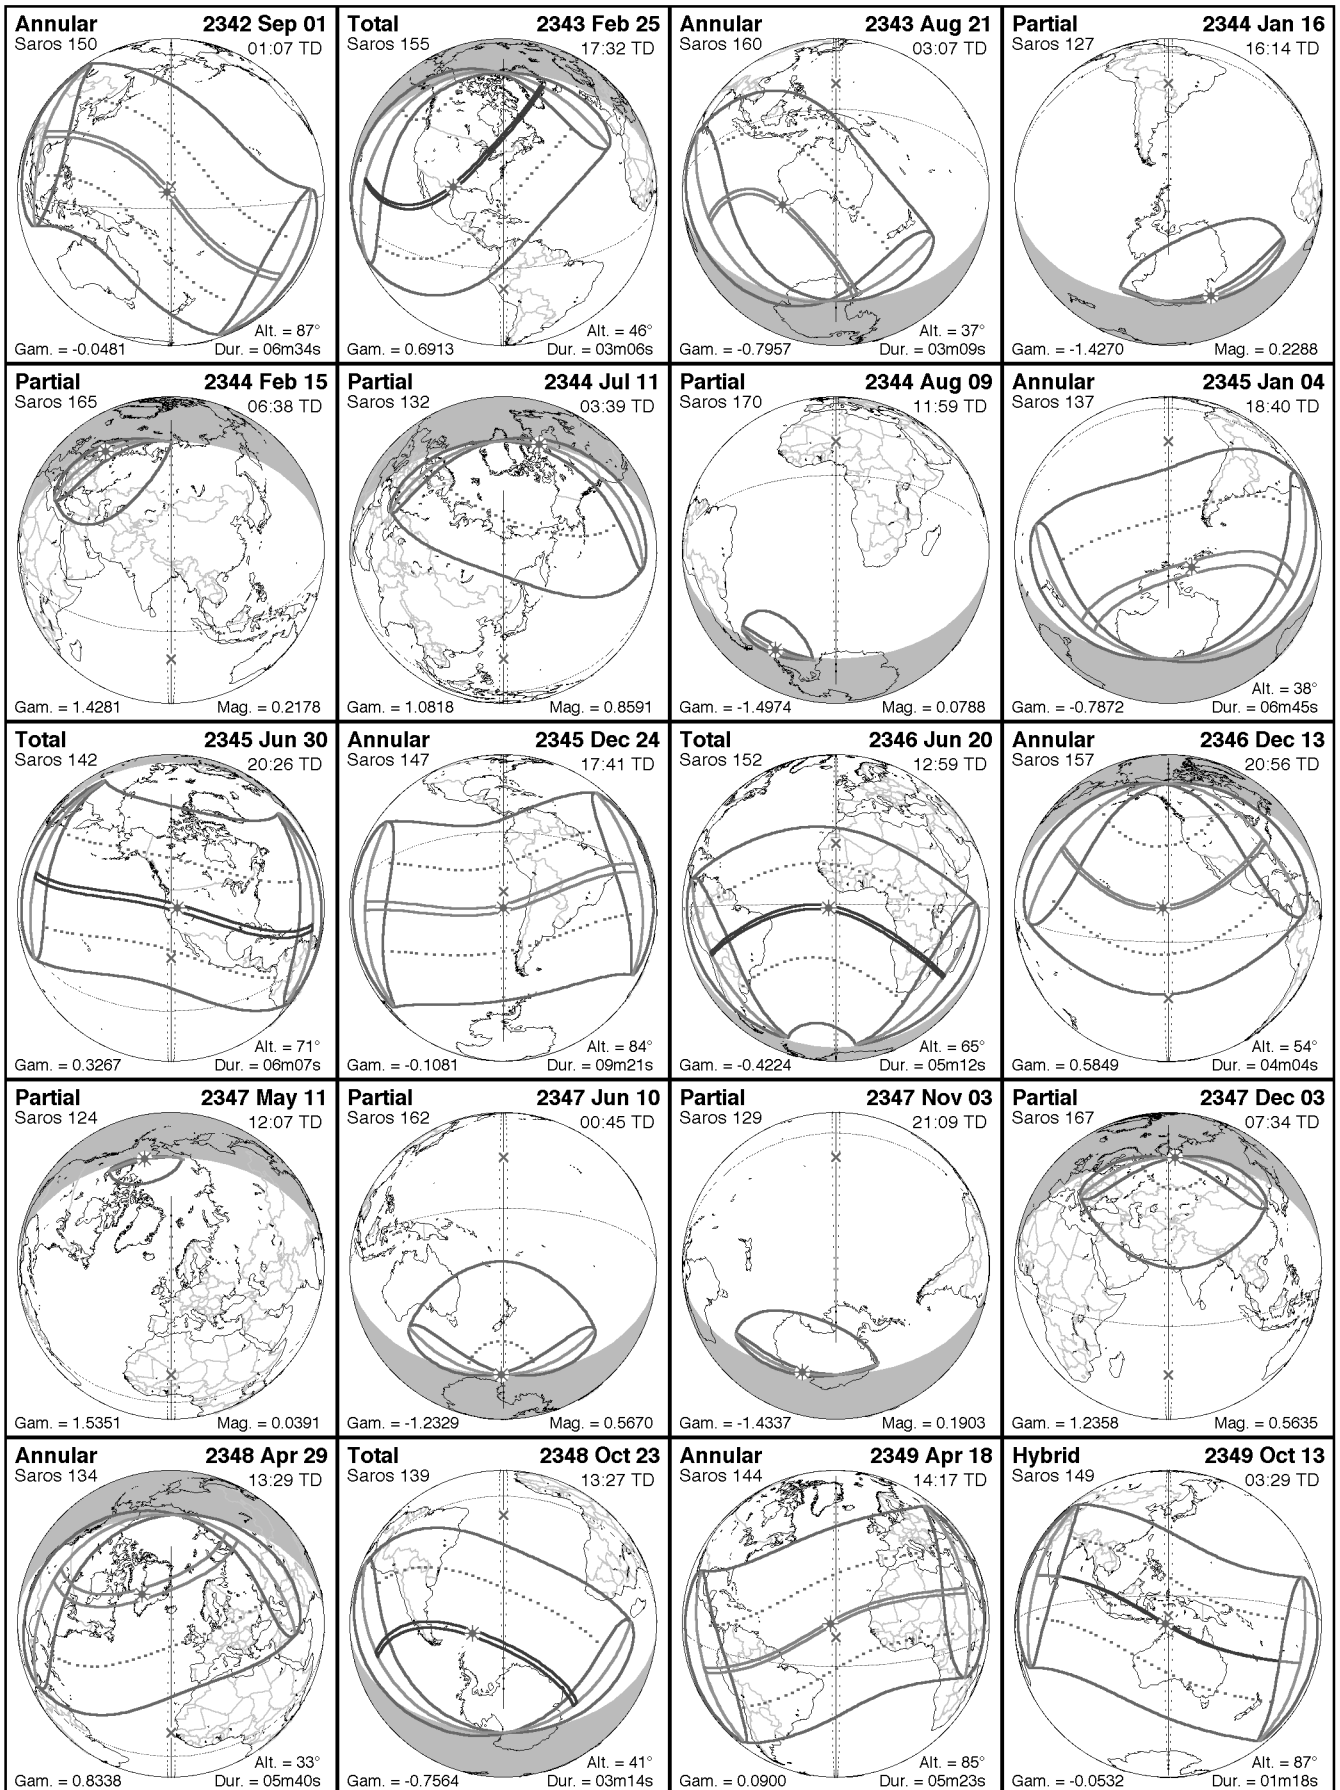 Annular 2342 Sep 01
Saros 150 01:07 TD
Alt. = 87°
Gam. = -0.0481 Dur. = 06m34s
Total 2343 Feb 25
Saros 155 17:32 TD
Alt. = 46°
Gam. = 0.6913 Dur. = 03m06s
Annular 2343 Aug 21
Saros 160 03:07 TD
Alt. = 37°
Gam. = -0.7957 Dur. = 03m09s
Partial 2344 Jan 16
Saros 127 16:14 TD
Gam. = -1.4270 Mag. = 0.2288
Partial 2344 Feb 15
Saros 165 06:38 TD
Gam. = 1.4281 Mag. = 0.2178
Partial 2344 Jul 11
Saros 132 03:39 TD
Gam. = 1.0818 Mag. = 0.8591
Partial 2344 Aug 09
Saros 170 11:59 TD
Gam. = -1.4974 Mag. = 0.0788
Annular 2345 Jan 04
Saros 137 18:40 TD
Alt. = 38°
Gam. = -0.7872 Dur. = 06m45s
Total 2345 Jun 30
Saros 142 20:26 TD
Alt. = 71°
Gam. = 0.3267 Dur. = 06m07s
Annular 2345 Dec 24
Saros 147 17:41 TD
Alt. = 84°
Gam. = -0.1081 Dur. = 09m21s
Total 2346 Jun 20
Saros 152 12:59 TD
Alt. = 65°
Gam. = -0.4224 Dur. = 05m12s
Annular 2346 Dec 13
Saros 157 20:56 TD
Alt. = 54°
Gam. = 0.5849 Dur. = 04m04s
Partial 2347 May 11
Saros 124 12:07 TD
Gam. = 1.5351 Mag. = 0.0391
Partial 2347 Jun 10
Saros 162 00:45 TD
Gam. = -1.2329 Mag. = 0.5670
Partial 2347 Nov 03
Saros 129 21:09 TD
Gam. = -1.4337 Mag. = 0.1903
Partial 2347 Dec 03
Saros 167 07:34 TD
Gam. = 1.2358 Mag. = 0.5635
Annular 2348 Apr 29
Saros 134 13:29 TD
Alt. = 33°
Gam. = 0.8338 Dur. = 05m40s
Total 2348 Oct 23
Saros 139 13:27 TD
Alt. = 41°
Gam. = -0.7564 Dur. = 03m14s
Annular 2349 Apr 18
Saros 144 14:17 TD
Alt. = 85°
Gam. = 0.0900 Dur. = 05m23s
Hybrid 2349 Oct 13
Saros 149 03:29 TD
Alt. = 87°
Gam. = -0.0532 Dur. = 01m18s